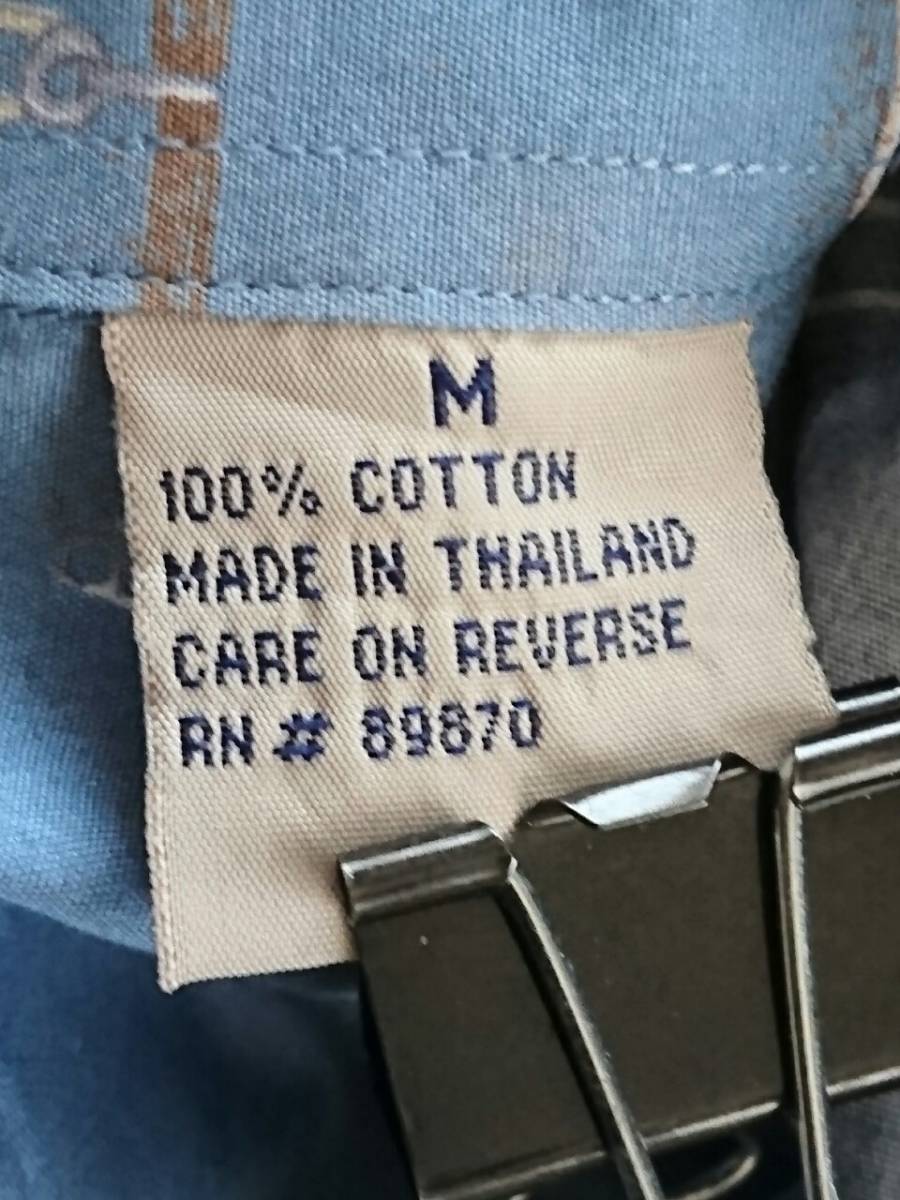 M
100% COTTON
MADE IN THAILAND
CARE ON REVERSE
RN # 89870